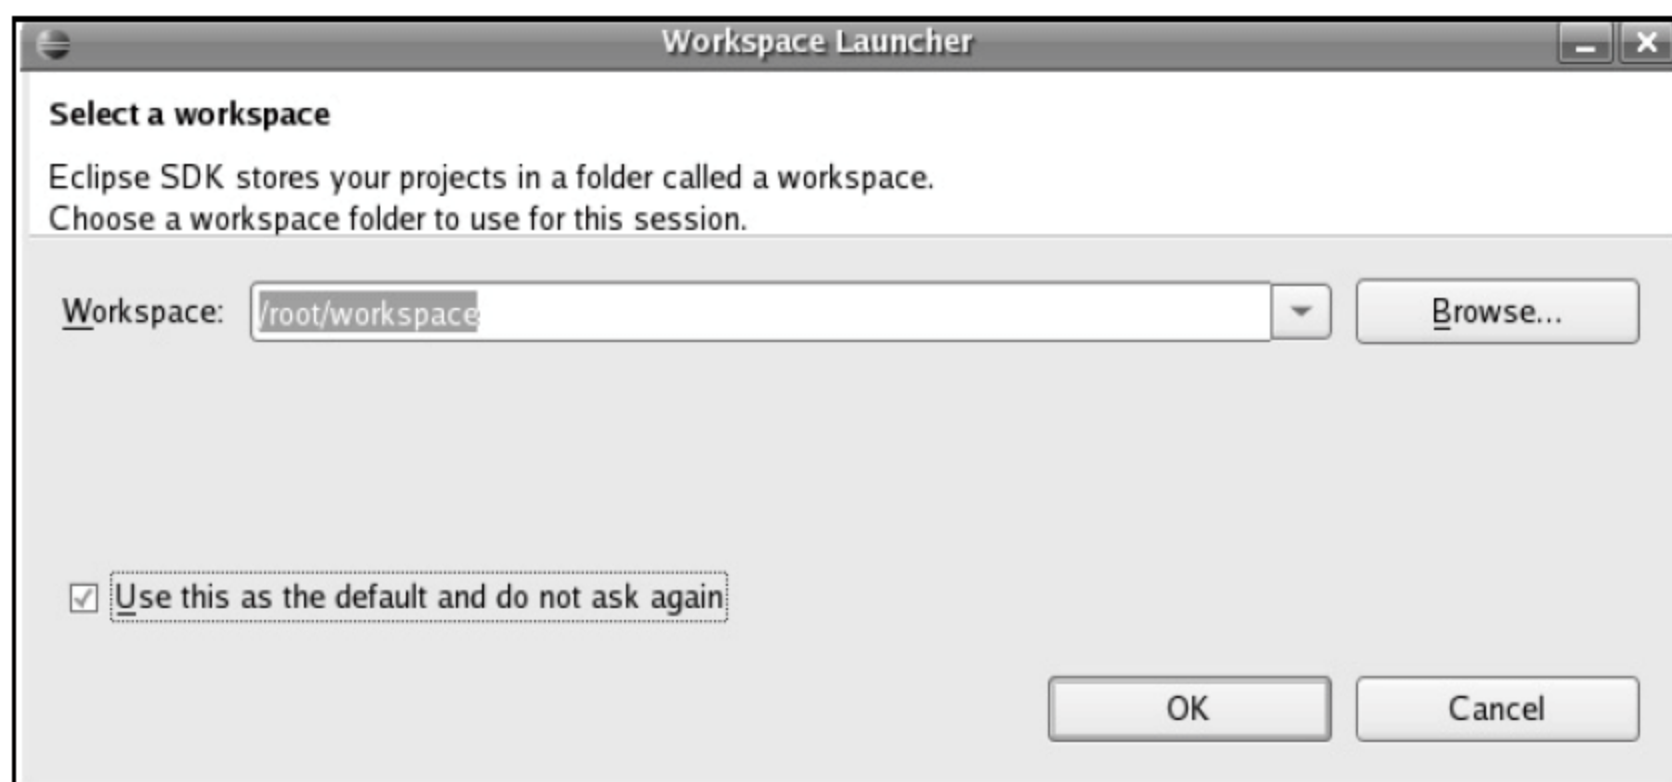 Workspace Launcher
Select a workspace
Eclipse SDK stores your projects in a folder called a workspace.
Choose a workspace folder to use for this session.
Workspace: /root/workspace Browse...
Use this as the default and do not ask again
OK Cancel